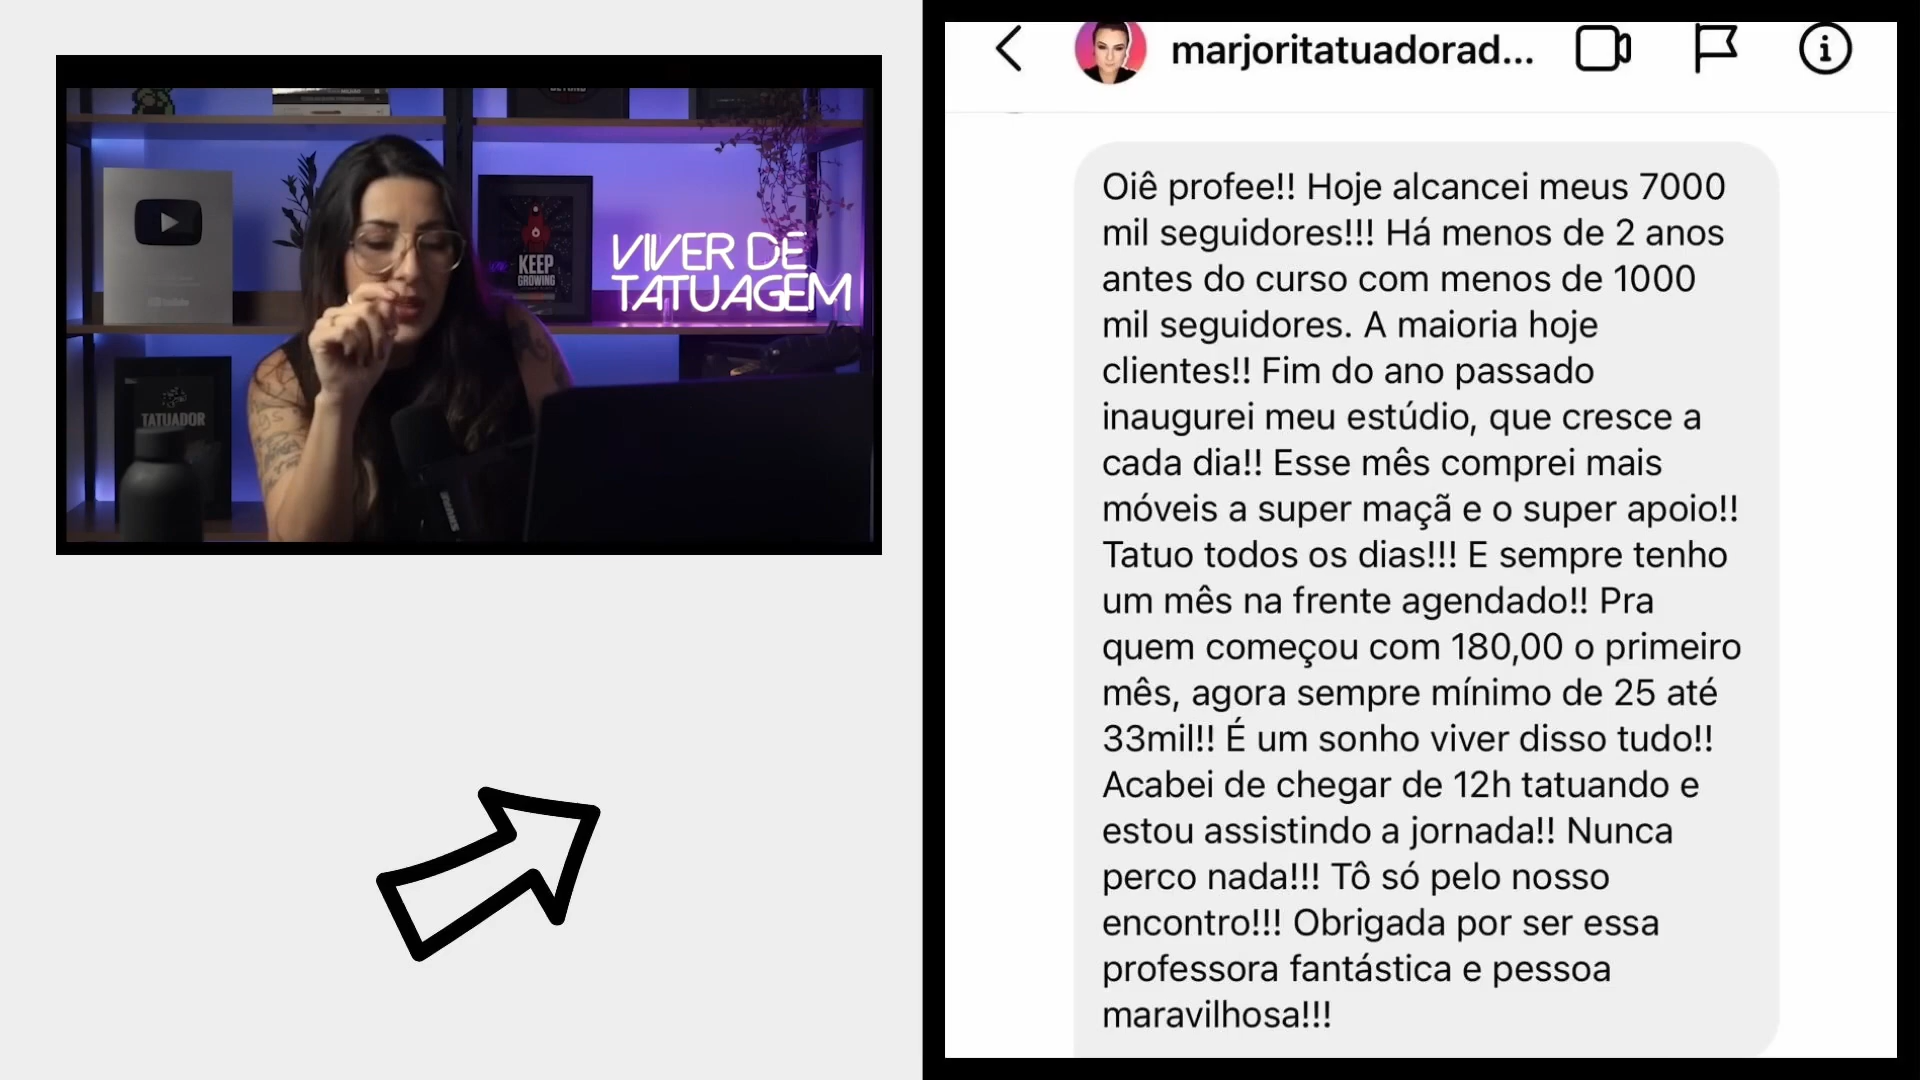 BEYOND
YouTube
KEEP
GROWING
VIVER DE
TATUAGEM
TATUADOR
SHURE
marjoritatuadorad...
Oiê profee!! Hoje alcancei meus 7000
mil seguidores!!! Há menos de 2 anos
antes do curso com menos de 1000
mil seguidores. A maioria hoje
clientes!! Fim do ano passado
inaugurei meu estúdio, que cresce a
cada dia!! Esse mês comprei mais
móveis a super maçã e o super apoio!!
Tatuo todos os dias!!! E sempre tenho
um mês na frente agendado!! Pra
quem começou com 180,00 o primeiro
mês, agora sempre mínimo de 25 até
33mil!! É um sonho viver disso tudo!!
Acabei de chegar de 12h tatuando e
estou assistindo a jornada!! Nunca
perco nada!!! Tô só pelo nosso
encontro!!! Obrigada por ser essa
professora fantástica e pessoa
maravilhosa!!!